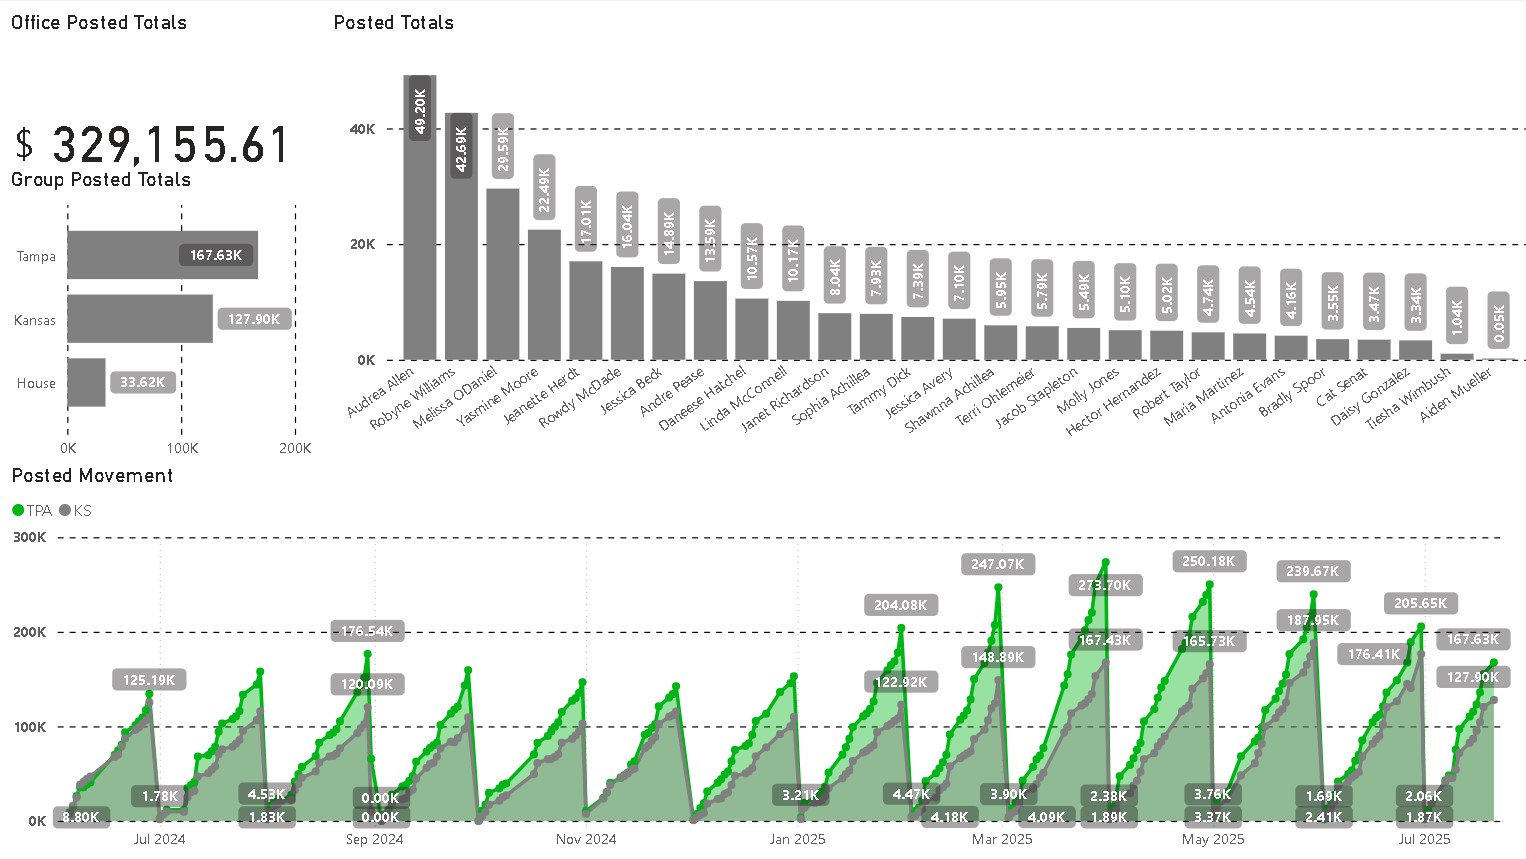 Office Posted Totals
$ 329,155.61
Group Posted Totals
Tampa 167.63K
Kansas 127.90K
House 33.62K
0K 100K 200K
Posted Totals
40K
20K
0K
49.20K 42.69K 29.59K 22.49K 17.01K 16.04K 14.89K 13.59K 10.57K 10.17K 8.04K 7.93K 7.39K 7.10K 5.95K 5.79K 5.49K 5.10K 5.02K 4.74K 4.54K 4.16K 3.55K 3.47K 3.34K 1.04K 0.05K
Audrea Allen
Robyne Williams
Melissa ODaniel
Yasmine Moore
Jeanette Herdt
Rowdy McDade
Jessica Beck
Andre Pease
Daneese Hatchel
Linda McConnell
Janet Richardson
Sophia Achillea
Tammy Dick
Jessica Avery
Shawnna Achillea
Terri Ohlemeier
Jacob Stapleton
Molly Jones
Hector Hernandez
Robert Taylor
Maria Martinez
Antonia Evans
Bradly Spoor
Cat Senat
Daisy Gonzalez
Tiesha Wimbush
Aiden Mueller
Posted Movement
TPA KS
300K
200K
100K
0K
273.70K
250.18K
247.07K
239.67K
204.08K
205.65K
176.54K
187.95K
167.43K
165.73K
167.63K
148.89K
176.41K
125.19K
120.09K
122.92K
127.90K
1.78K 4.53K 0.00K 3.21K 4.47K 3.90K 2.38K 3.76K 1.69K 2.06K
8.80K 1.83K 0.00K 4.18K 4.09K 1.89K 3.37K 2.41K 1.87K
Jul 2024 Sep 2024 Nov 2024 Jan 2025 Mar 2025 May 2025 Jul 2025